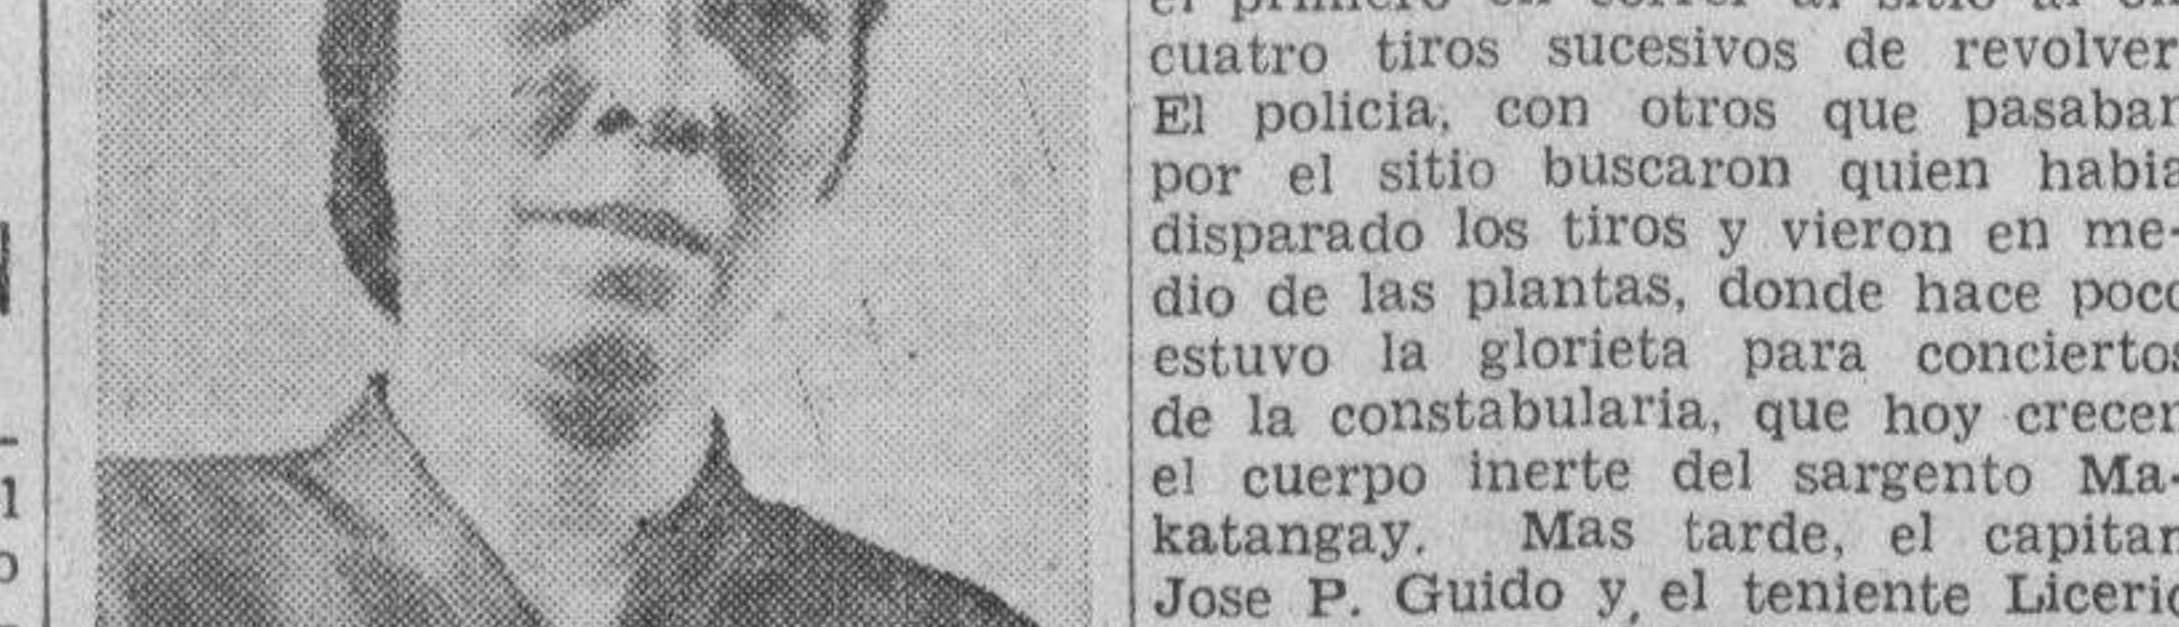 cuatro tiros sucesivos de revolver
El policia, con otros que pasaban
por el sitio buscaron quien habia
disparado los tiros y vieron en me-
dio de las plantas, donde hace poco
estuvo la glorieta para conciertos
de la constabularia, que hoy crecen
el cuerpo inerte del sargento Ma-
katangay. Mas tarde, el capitan
Jose P. Guido y, el teniente Licerio